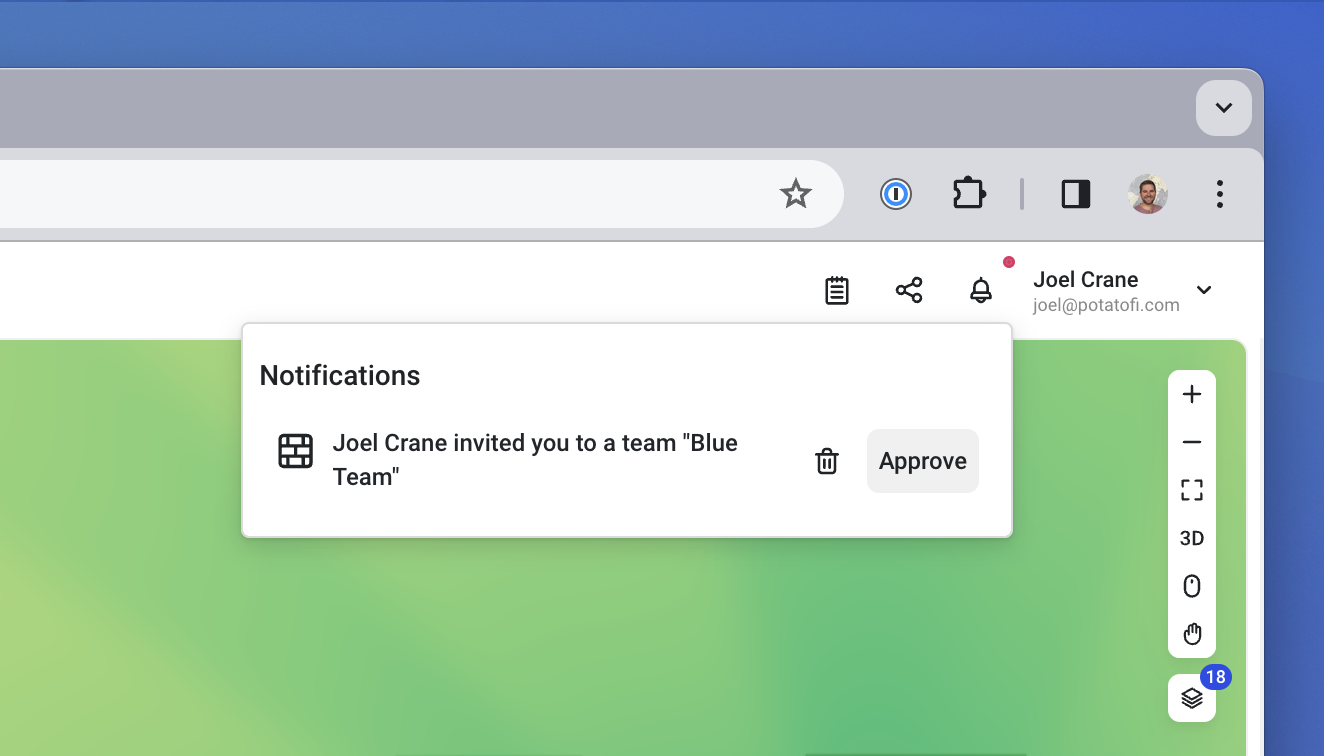 Joel Crane
joel@potatofi.com
Notifications
Joel Crane invited you to a team "Blue
Team"
Approve
3D
18